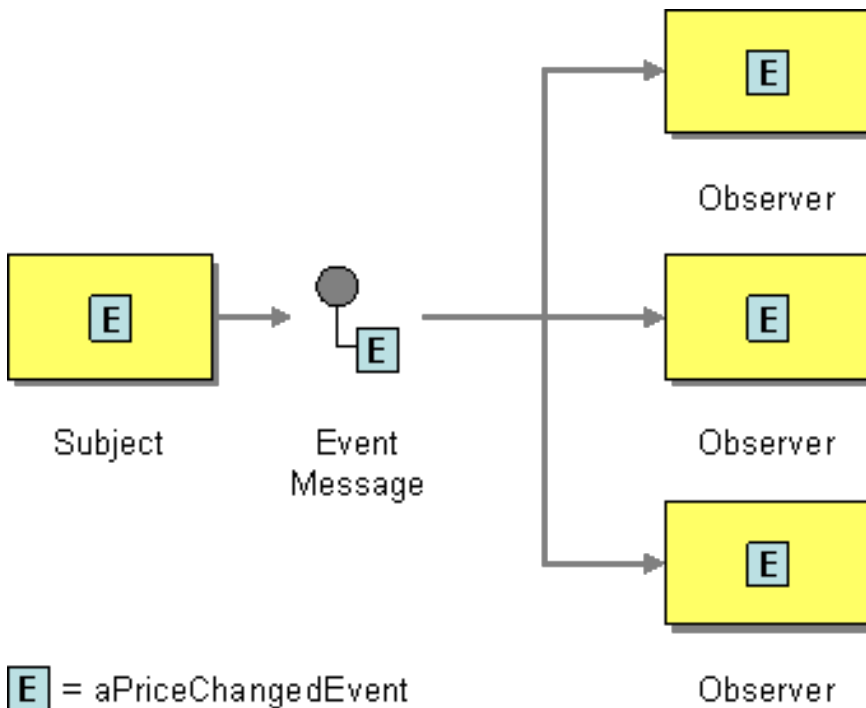 E
Observer
E
E
E
Subject
Event
Message
Observer
E
E = aPriceChangedEvent
Observer
E